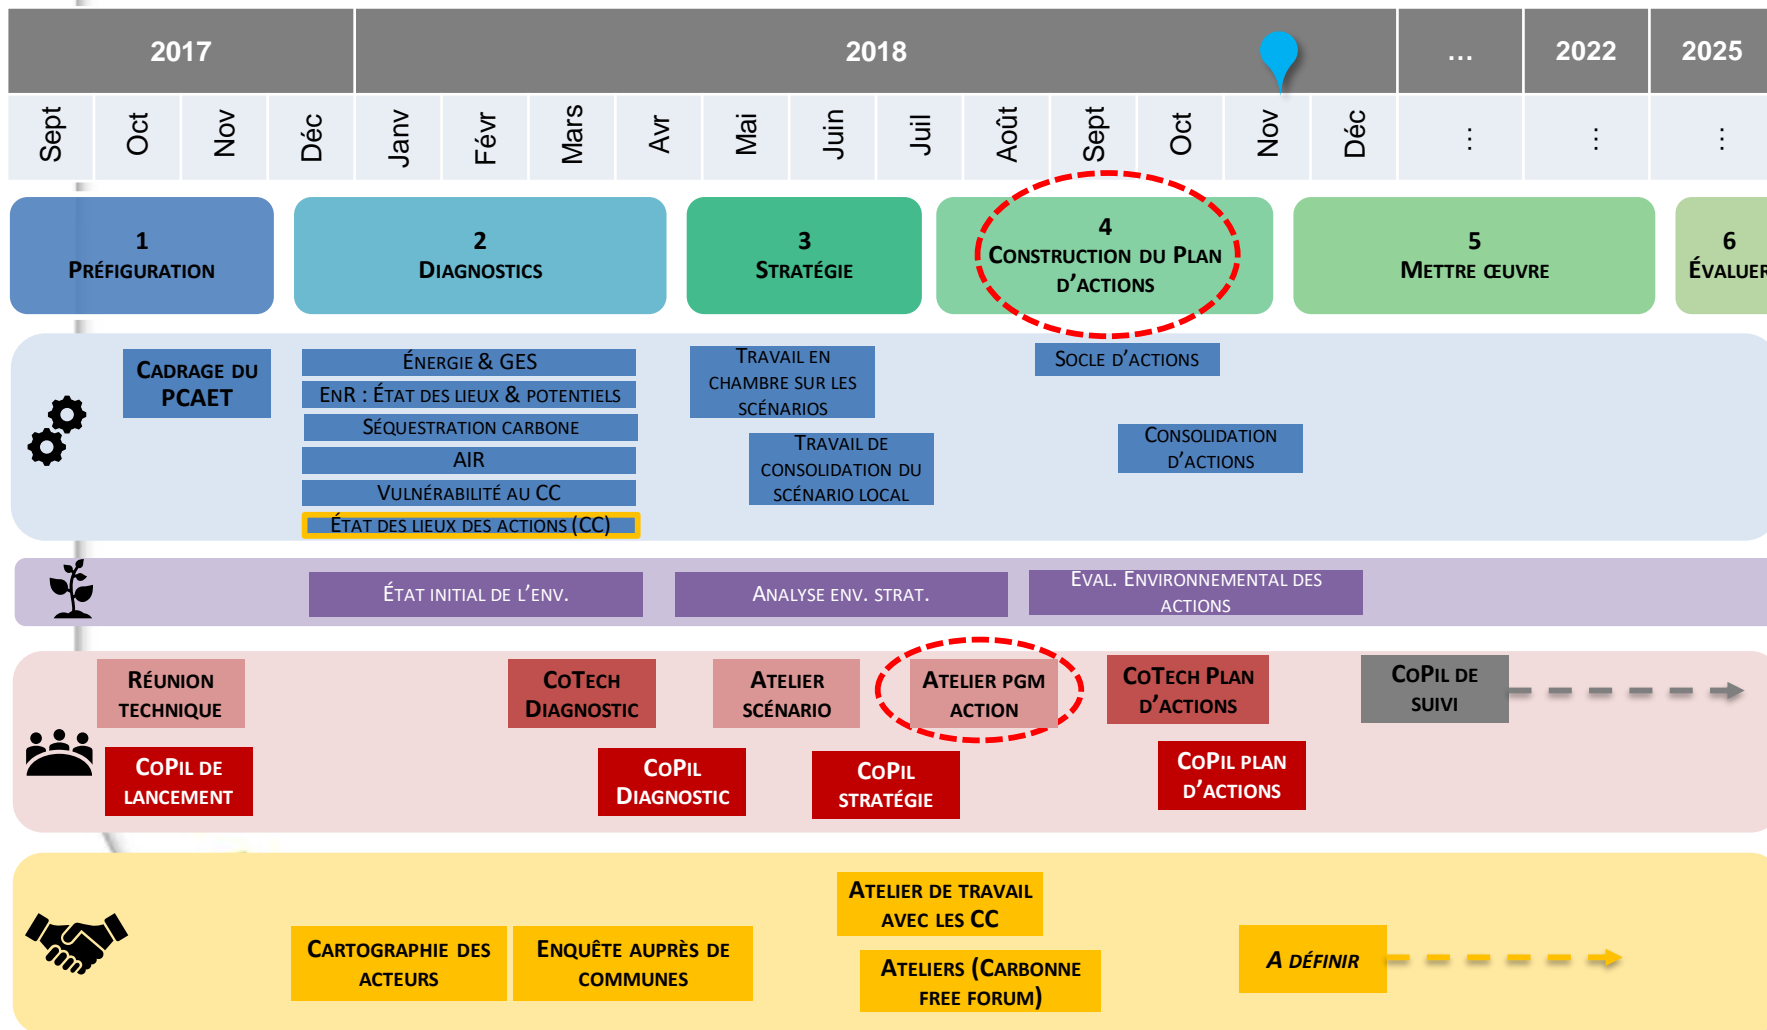 2017
2018
...
2022
2025
Sept
Oct
Nov
Déc
Janv
Févr
Mars
Avr
Mai
Juin
Juil
Août
Sept
Oct
Nov
Déc
...
...
...
1
PRÉFIGURATION
2
DIAGNOSTICS
3
STRATÉGIE
4
CONSTRUCTION DU PLAN
D’ACTIONS
5
METTRE ŒUVRE
6
ÉVALUER
CADRAGE DU
PCAET
ÉNERGIE & GES
ENR : ÉTAT DES LIEUX & POTENTIELS
SÉQUESTRATION CARBONE
AIR
VULNÉRABILITÉ AU CC
ÉTAT DES LIEUX DES ACTIONS (CC)
TRAVAIL EN
CHAMBRE SUR LES
SCÉNARIOS
TRAVAIL DE
CONSOLIDATION DU
SCÉNARIO LOCAL
SOCLE D’ACTIONS
CONSOLIDATION
D’ACTIONS
ÉTAT INITIAL DE L’ENV.
ANALYSE ENV. STRAT.
EVAL. ENVIRONNEMENTAL DES
ACTIONS
RÉUNION
TECHNIQUE
COTECH
DIAGNOSTIC
ATELIER
SCÉNARIO
ATELIER PGM
ACTION
COTECH PLAN
D’ACTIONS
COPIL DE
SUIVI
COPIL DE
LANCEMENT
COPIL
DIAGNOSTIC
COPIL
STRATÉGIE
COPIL PLAN
D’ACTIONS
ATELIER DE TRAVAIL
AVEC LES CC
CARTOGRAPHIE DES
ACTEURS
ENQUÊTE AUPRÈS DE
COMMUNES
ATELIERS (CARBONNE
FREE FORUM)
A DÉFINIR